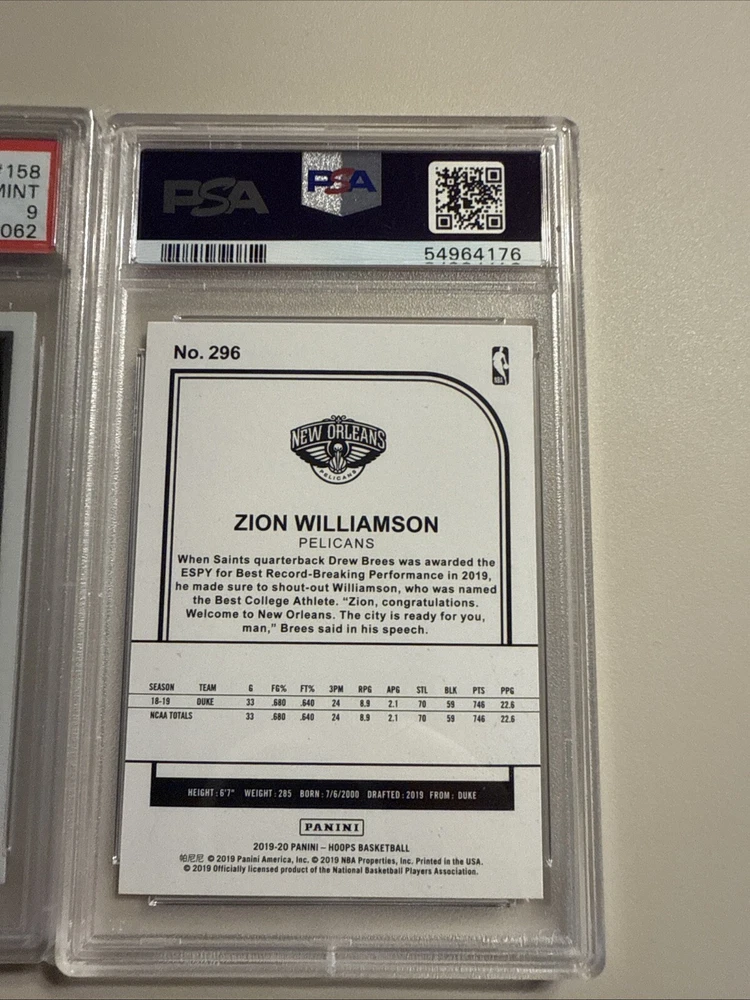 #158
MINT
9
062
PSA
PSA
54964176
No. 296
NBA
NEW ORLEANS
PELICANS
ZION WILLIAMSON
PELICANS
When Saints quarterback Drew Brees was awarded the
ESPY for Best Record-Breaking Performance in 2019,
he made sure to shout-out Williamson, who was named
the Best College Athlete. “Zion, congratulations.
Welcome to New Orleans. The city is ready for you,
man,” Brees said in his speech.
SEASON TEAM G FG% FT% 3PM RPG APG STL BLK PTS PPG
18-19 DUKE 33 .680 .640 24 8.9 2.1 70 59 746 22.6
NCAA TOTALS 33 .680 .640 24 8.9 2.1 70 59 746 22.6
HEIGHT: 6'7" WEIGHT: 285 BORN: 7/6/2000 DRAFTED: 2019 FROM: DUKE
PANINI
2019-20 PANINI – HOOPS BASKETBALL
帕尼尼 © 2019 Panini America, Inc. © 2019 NBA Properties, Inc. Printed in the USA.
© 2019 Officially licensed product of the National Basketball Players Association.